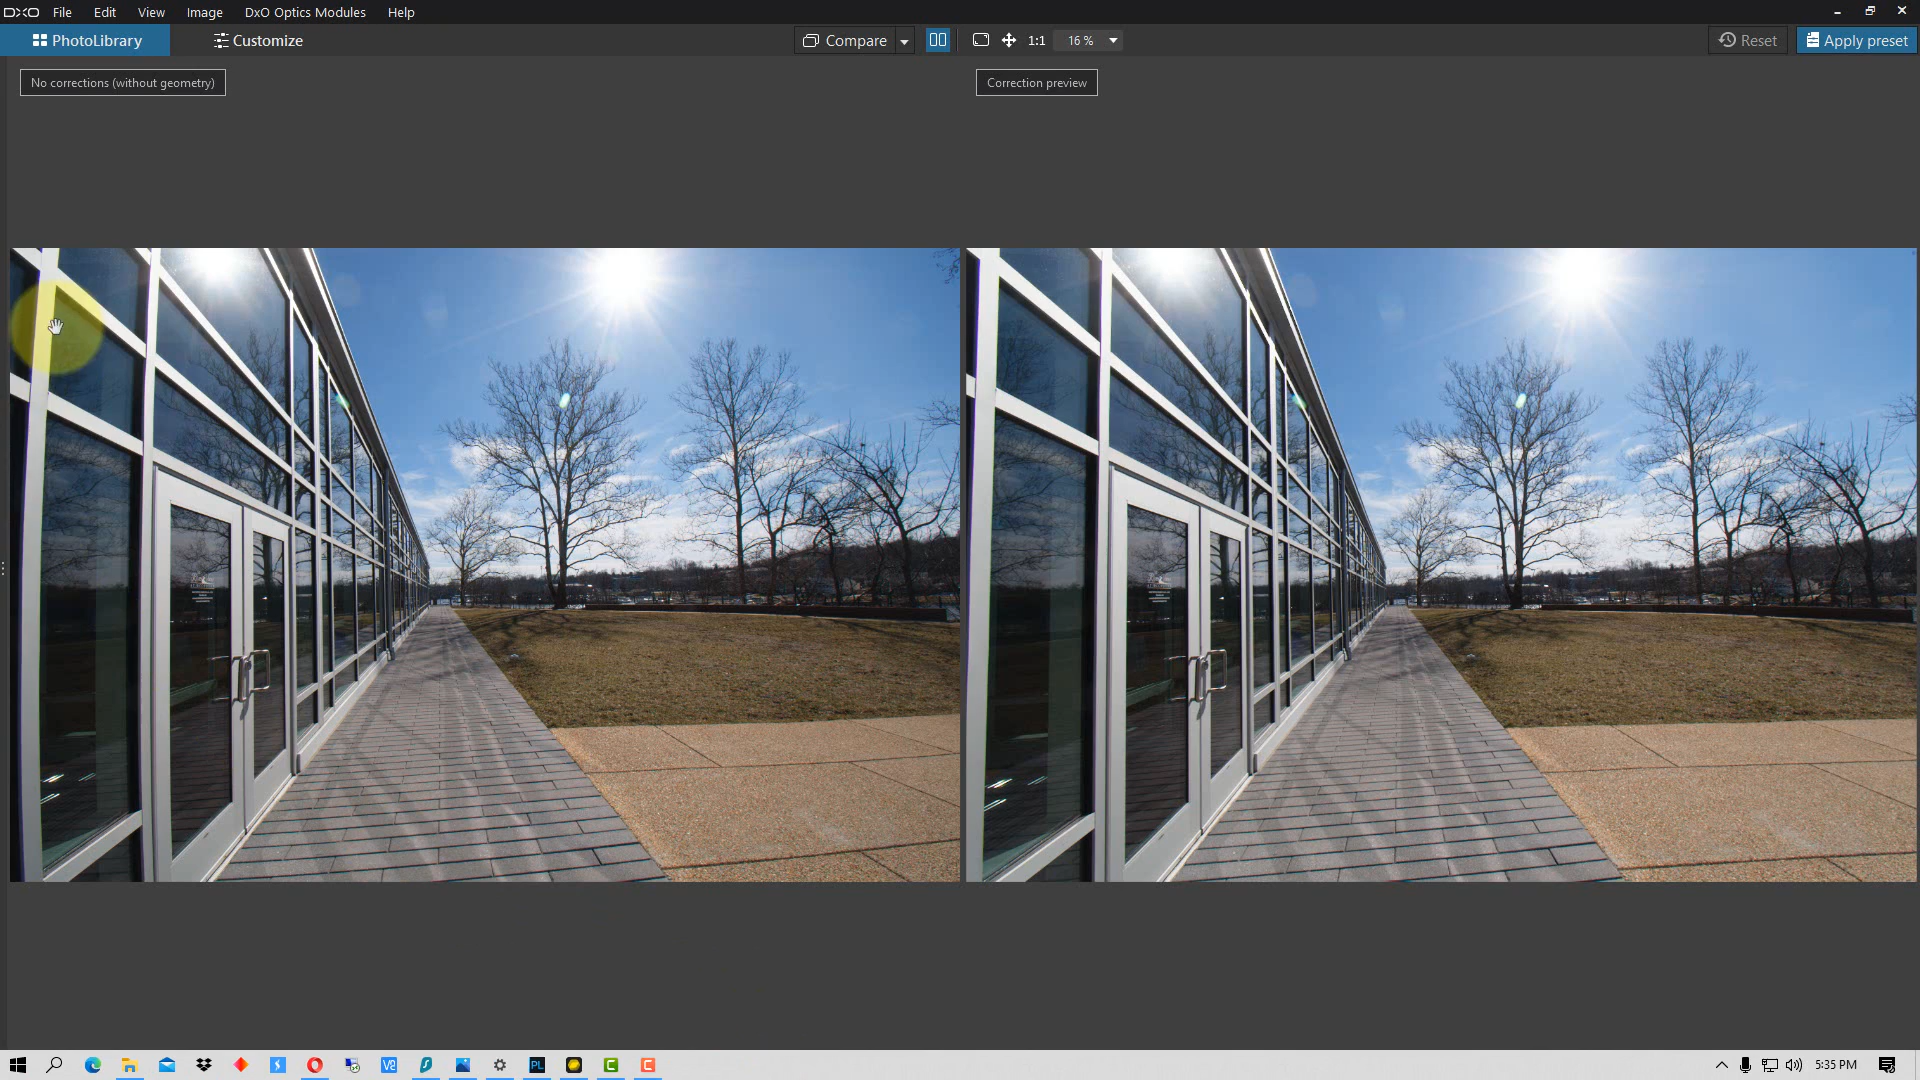 DXO File Edit View Image DxO Optics Modules Help
PhotoLibrary Customize Compare 1:1 16 % Reset Apply preset
No corrections (without geometry) Correction preview
PL 5:35 PM